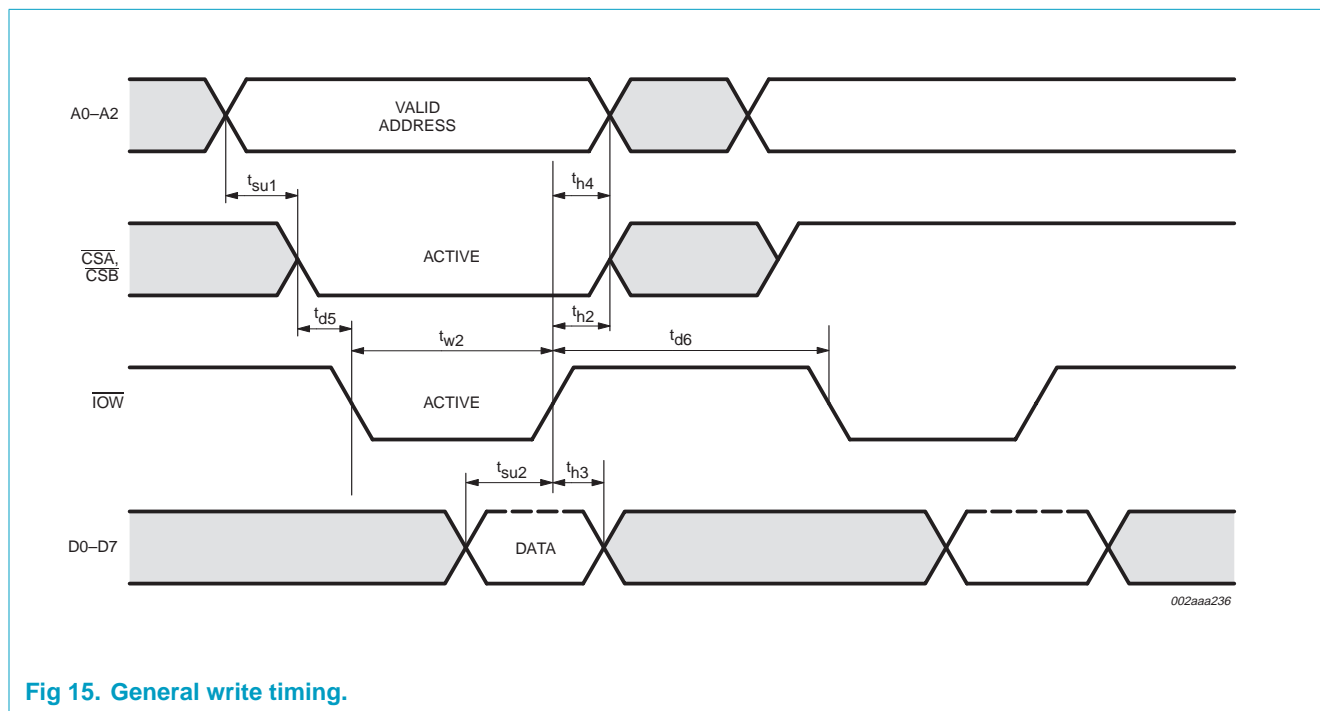 A0–A2
VALID
ADDRESS
tsu1
th4
CSA,
CSB
ACTIVE
th2
td5
tw2
td6
IOW
ACTIVE
tsu2
th3
D0–D7
DATA
002aaa236
Fig 15. General write timing.